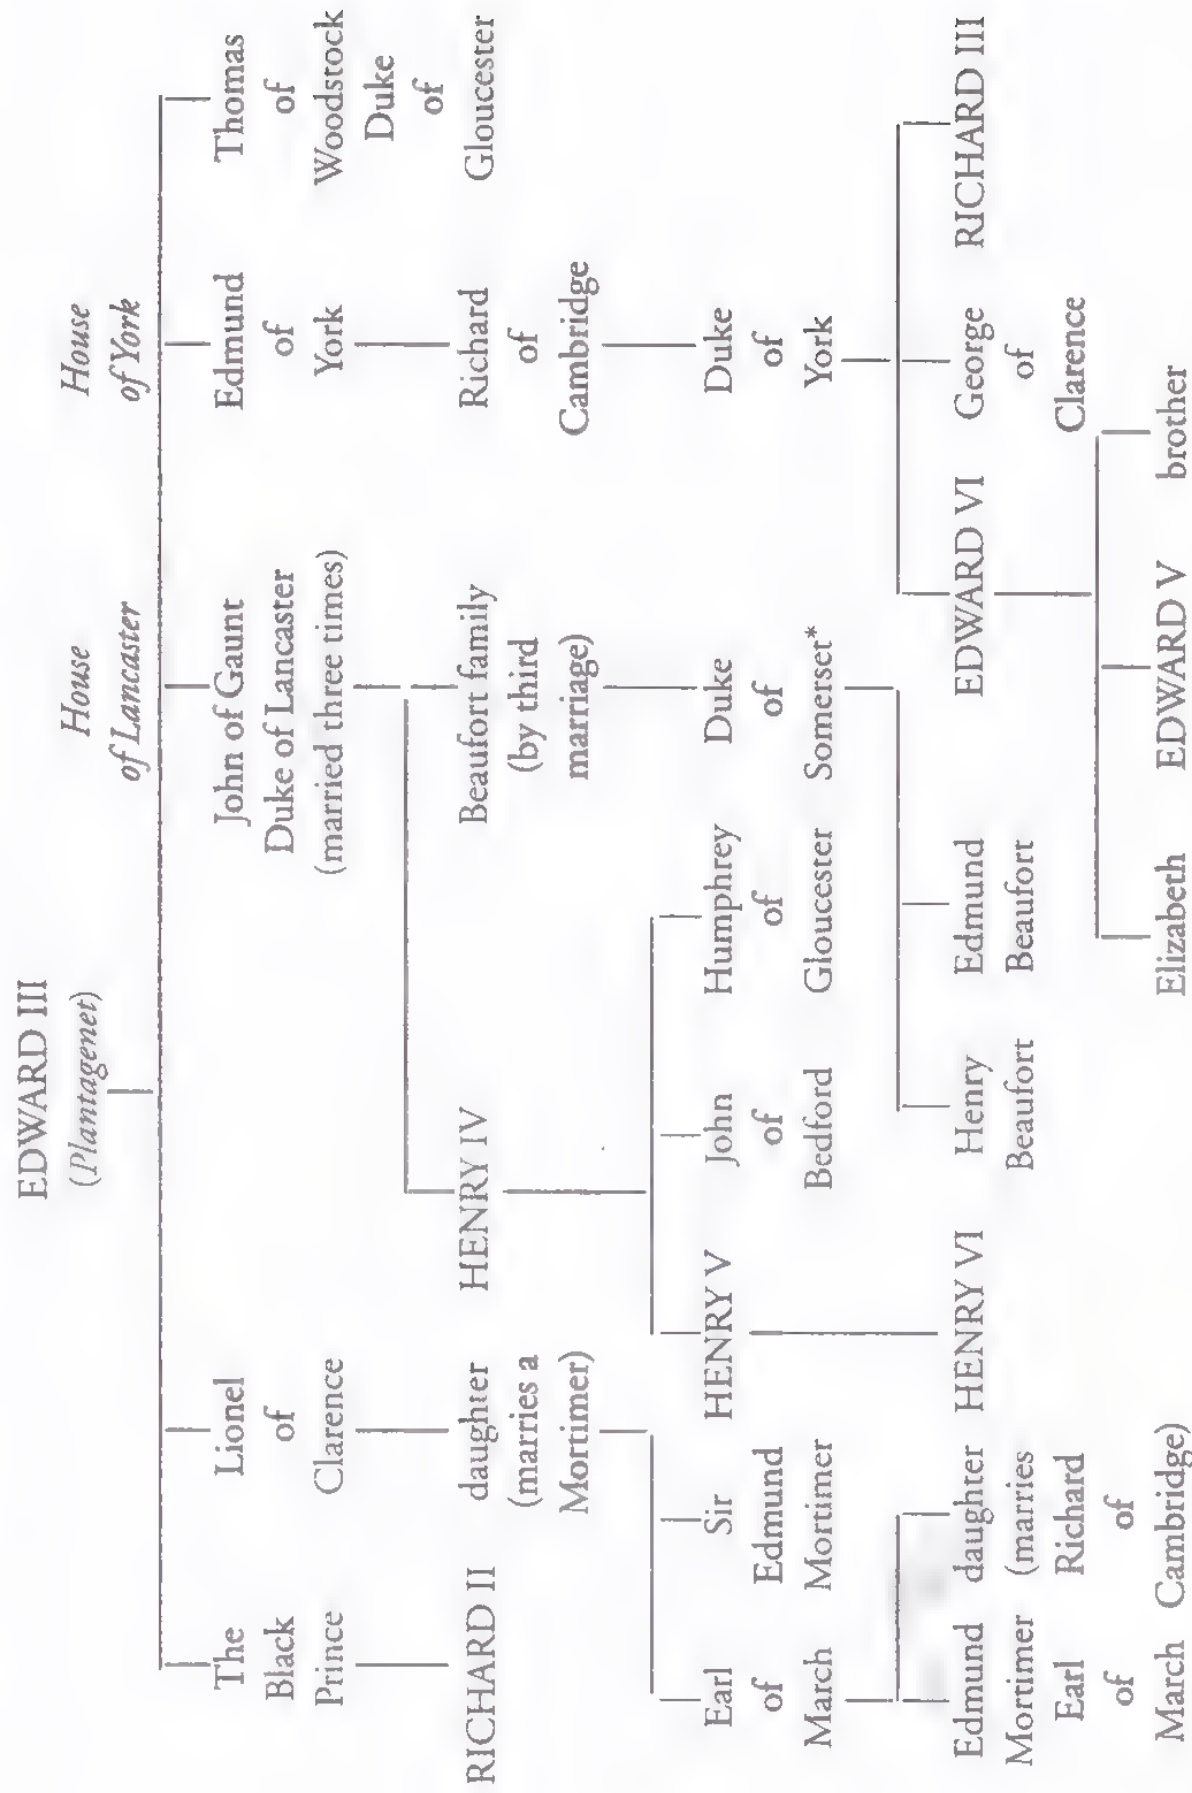 EDWARD III
(Plantagenet)
House
of Lancaster
House
of York
The
Black
Prince
Lionel
of
Clarence
John of Gaunt
Duke of Lancaster
(married three times)
Edmund
of
York
Thomas
of
Woodstock
Duke
of
Gloucester
RICHARD II
daughter
(marries a
Mortimer)
HENRY IV
Beaufort family
(by third
marriage)
Richard
of
Cambridge
Earl
of
March
Sir
Edmund
Mortimer
HENRY V
John
of
Bedford
Humphrey
of
Gloucester
Duke
of
Somerset*
Duke
of
York
Edmund
Mortimer
Earl
of
March
daughter
(marries
Richard
of
Cambridge)
HENRY VI
Henry
Beaufort
Edmund
Beaufort
EDWARD VI
George
of
Clarence
RICHARD III
Elizabeth
EDWARD V
brother